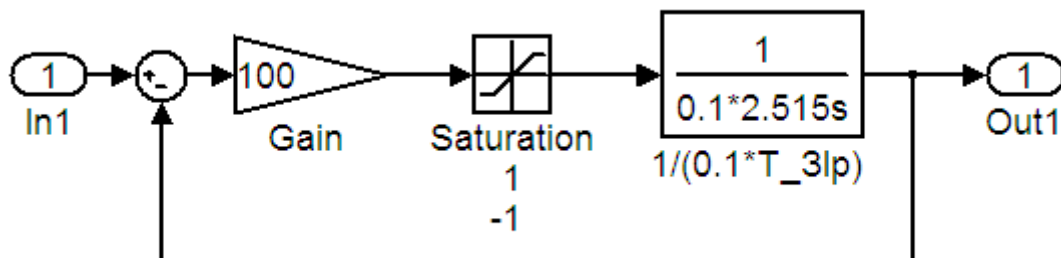 1
In1
+
-
100
Gain
Saturation
1
-1
1
0.1*2.515s
1/(0.1*T_3lp)
1
Out1